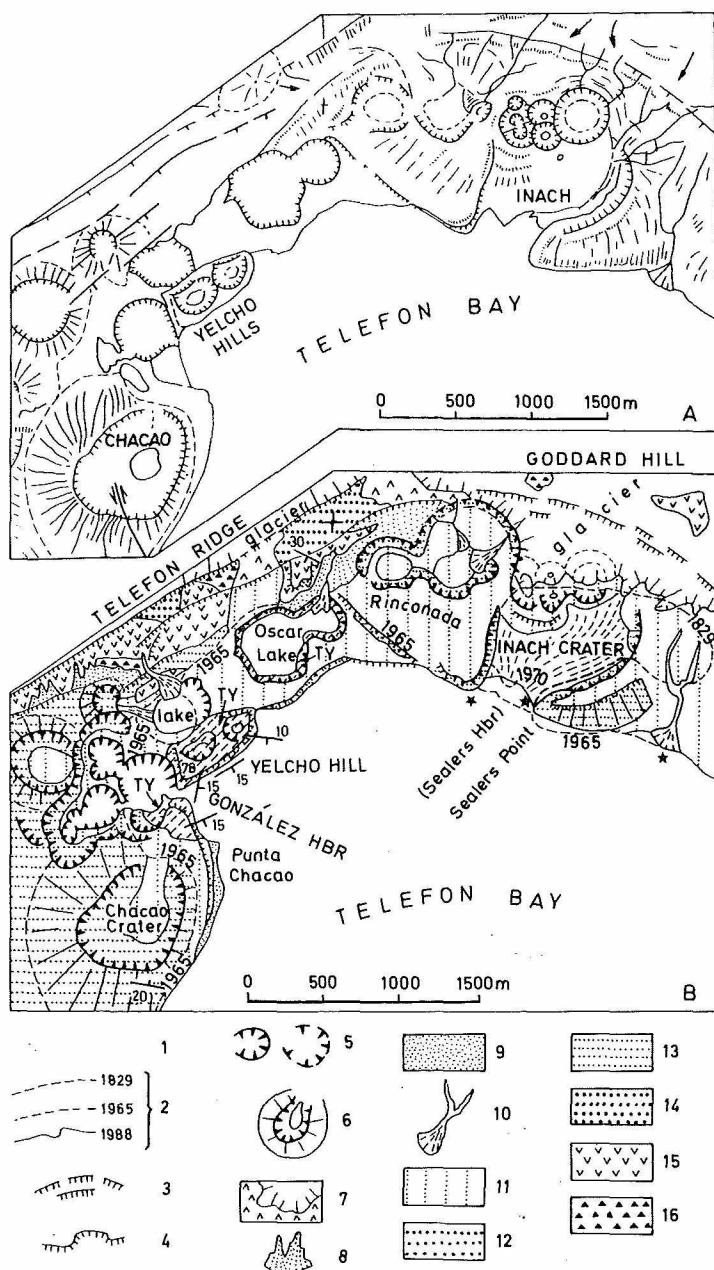 INACH
TELEFON BAY
YELCHO
HILLS
CHACAO
0 500 1000 1500m
A
GODDARD HILL
TELEFON RIDGE
glacier
30
glacier
1829
Rinconada
Oscar
Lake
TY
1965
INACH CRATER
1970
1965
1965
lake
TY
1965
10
78
YELCHO HILL
15
15
15
(Sealers Hbr)
Sealers Point
TY
GONZÁLEZ HBR
1965
Punta
Chacao
Chacao
Crater
TELEFON BAY
1965
20
0 500 1000 1500m
B
1
1829
1965
1988
2
3
4
5
6
7
8
9
10
11
12
13
14
15
16